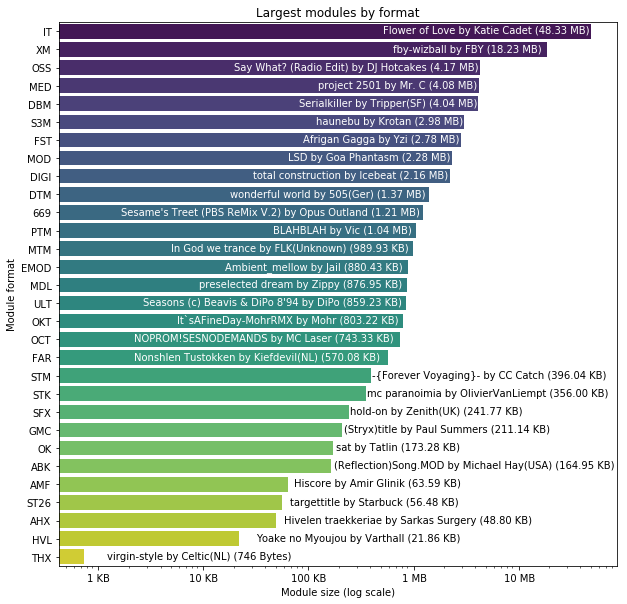 Largest modules by format
IT Flower of Love by Katie Cadet (48.33 MB)
XM fby-wizball by FBY (18.23 MB)
OSS Say What? (Radio Edit) by DJ Hotcakes (4.17 MB)
MED project 2501 by Mr. C (4.08 MB)
DBM Serialkiller by Tripper(SF) (4.04 MB)
S3M haunebu by Krotan (2.98 MB)
FST Afrigan Gagga by Yzi (2.78 MB)
MOD LSD by Goa Phantasm (2.28 MB)
DIGI total construction by Icebeat (2.16 MB)
DTM wonderful world by 505(Ger) (1.37 MB)
669 Sesame's Treet (PBS ReMix V.2) by Opus Outland (1.21 MB)
PTM BLAHBLAH by Vic (1.04 MB)
MTM In God we trance by FLK(Unknown) (989.93 KB)
EMOD Ambient_mellow by Jail (880.43 KB)
MDL preselected dream by Zippy (876.95 KB)
ULT Seasons (c) Beavis & DiPo 8'94 by DiPo (859.23 KB)
OKT It`sAFineDay-MohrRMX by Mohr (803.22 KB)
OCT NOPROM!SESNODEMANDS by MC Laser (743.33 KB)
FAR Nonshlen Tustokken by Kiefdevil(NL) (570.08 KB)
STM -{Forever Voyaging}- by CC Catch (396.04 KB)
STK mc paranoimia by OlivierVanLiempt (356.00 KB)
SFX hold-on by Zenith(UK) (241.77 KB)
GMC (Stryx)title by Paul Summers (211.14 KB)
OK sat by Tatlin (173.28 KB)
ABK (Reflection)Song.MOD by Michael Hay(USA) (164.95 KB)
AMF Hiscore by Amir Glinik (63.59 KB)
ST26 targettitle by Starbuck (56.48 KB)
AHX Hivelen traekkeriae by Sarkas Surgery (48.80 KB)
HVL Yoake no Myoujou by Varthall (21.86 KB)
THX virgin-style by Celtic(NL) (746 Bytes)
Module format
1 KB 10 KB 100 KB 1 MB 10 MB
Module size (log scale)